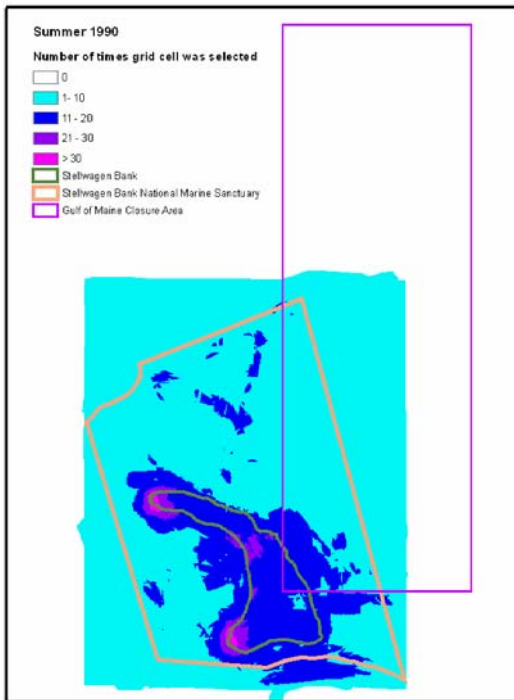 Summer 1990
Number of times grid cell was selected
0
1- 10
11 - 20
21 - 30
> 30
Stellwagen Bank
Stellwagen Bank National Marine Sanctuary
Gulf of Maine Closure Area